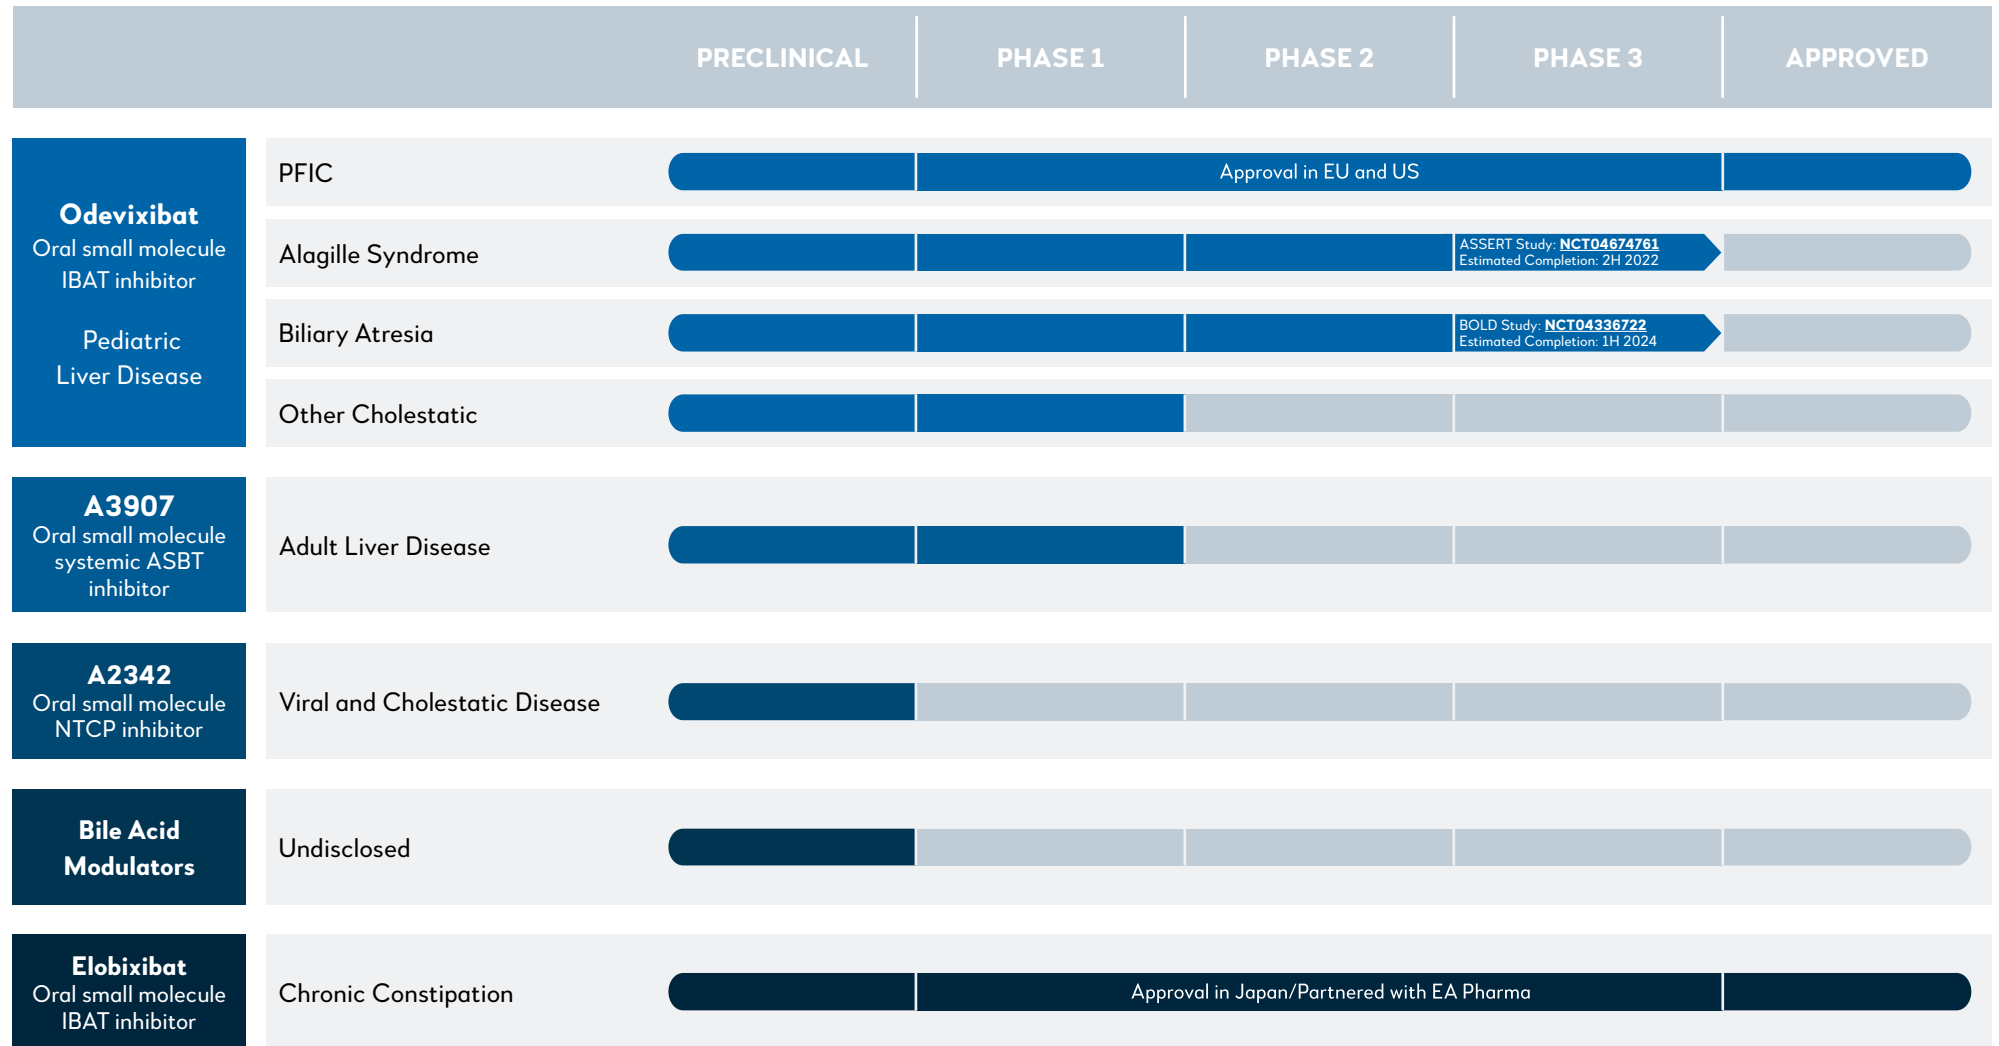 PRECLINICAL
PHASE 1
PHASE 2
PHASE 3
APPROVED
Odevixibat
Oral small molecule
IBAT inhibitor
Pediatric
Liver Disease
PFIC
Approval in EU and US
Alagille Syndrome
ASSERT Study: NCT04674761
Estimated Completion: 2H 2022
Biliary Atresia
BOLD Study: NCT04336722
Estimated Completion: 1H 2024
Other Cholestatic
A3907
Oral small molecule
systemic ASBT
inhibitor
Adult Liver Disease
A2342
Oral small molecule
NTCP inhibitor
Viral and Cholestatic Disease
Bile Acid
Modulators
Undisclosed
Elobixibat
Oral small molecule
IBAT inhibitor
Chronic Constipation
Approval in Japan/Partnered with EA Pharma